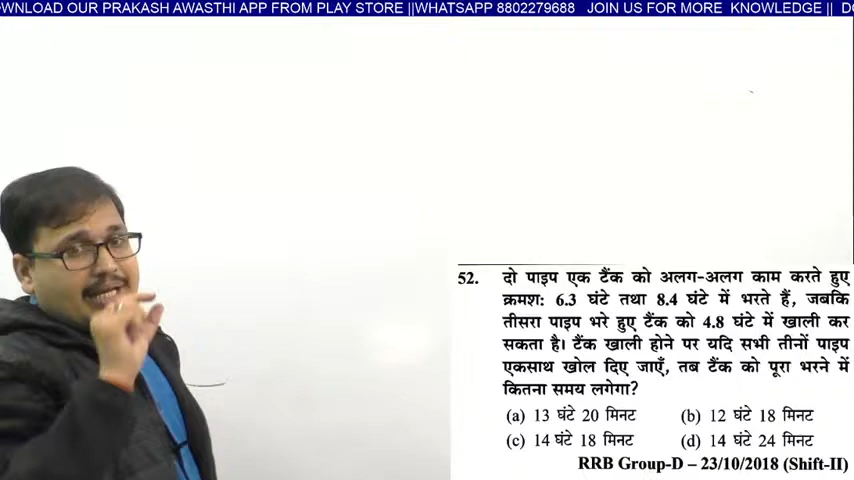 WNLOAD OUR PRAKASH AWASTHI APP FROM PLAY STORE ||WHATSAPP 8802279688 JOIN US FOR MORE KNOWLEDGE || DO
52. दो पाइप एक टैंक को अलग-अलग काम करते हुए
क्रमश: 6.3 घंटे तथा 8.4 घंटे में भरते हैं, जबकि
तीसरा पाइप भरे हुए टैंक को 4.8 घंटे में खाली कर
सकता है। टैंक खाली होने पर यदि सभी तीनों पाइप
एकसाथ खोल दिए जाएँ, तब टैंक को पूरा भरने में
कितना समय लगेगा?
(a) 13 घंटे 20 मिनट (b) 12 घंटे 18 मिनट
(c) 14 घंटे 18 मिनट (d) 14 घंटे 24 मिनट
RRB Group-D – 23/10/2018 (Shift-II)